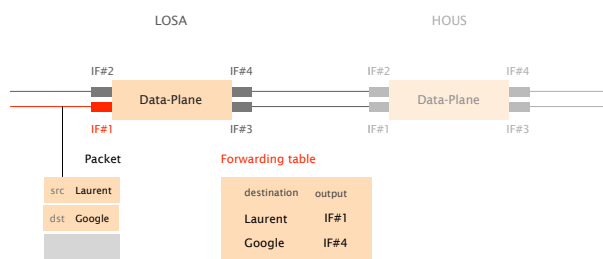 LOSA HOUS
IF#2 IF#4 IF#2 IF#4
Data-Plane Data-Plane
IF#1 IF#3 IF#1 IF#3
Packet Forwarding table
src Laurent
dst Google
destination output
Laurent IF#1
Google IF#4